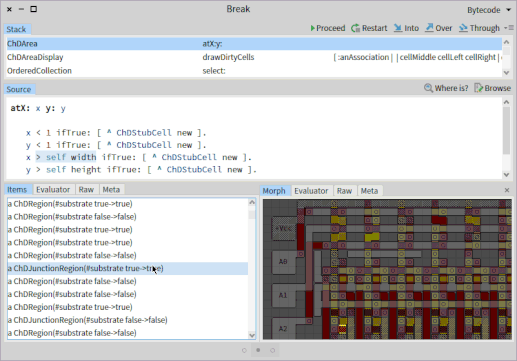 Break
Bytecode
Stack
Proceed Restart Into Over Through
ChDArea atX:y:
ChDAreaDisplay drawDirtyCells [ :anAssociation | |cellMiddle cellLeft cellRight |
OrderedCollection select:
Source
Where is? Browse
atX: x y: y
x < 1 ifTrue: [ ^ ChDStubCell new ].
y < 1 ifTrue: [ ^ ChDStubCell new ].
x > self width ifTrue: [ ^ ChDStubCell new ].
y > self height ifTrue: [ ^ ChDStubCell new ].
Items Evaluator Raw Meta
a ChDRegion(#substrate true->true)
a ChDRegion(#substrate false->false)
a ChDRegion(#substrate true->true)
a ChDRegion(#substrate true->true)
a ChDRegion(#substrate false->false)
a ChDJunctionRegion(#substrate true->true)
a ChDRegion(#substrate false->false)
a ChDRegion(#substrate false->false)
a ChDRegion(#substrate true->true)
a ChDJunctionRegion(#substrate false->false)
a ChDRegion(#substrate false->false)
Morph Evaluator Raw Meta
+Vcc
A0
A1
A2